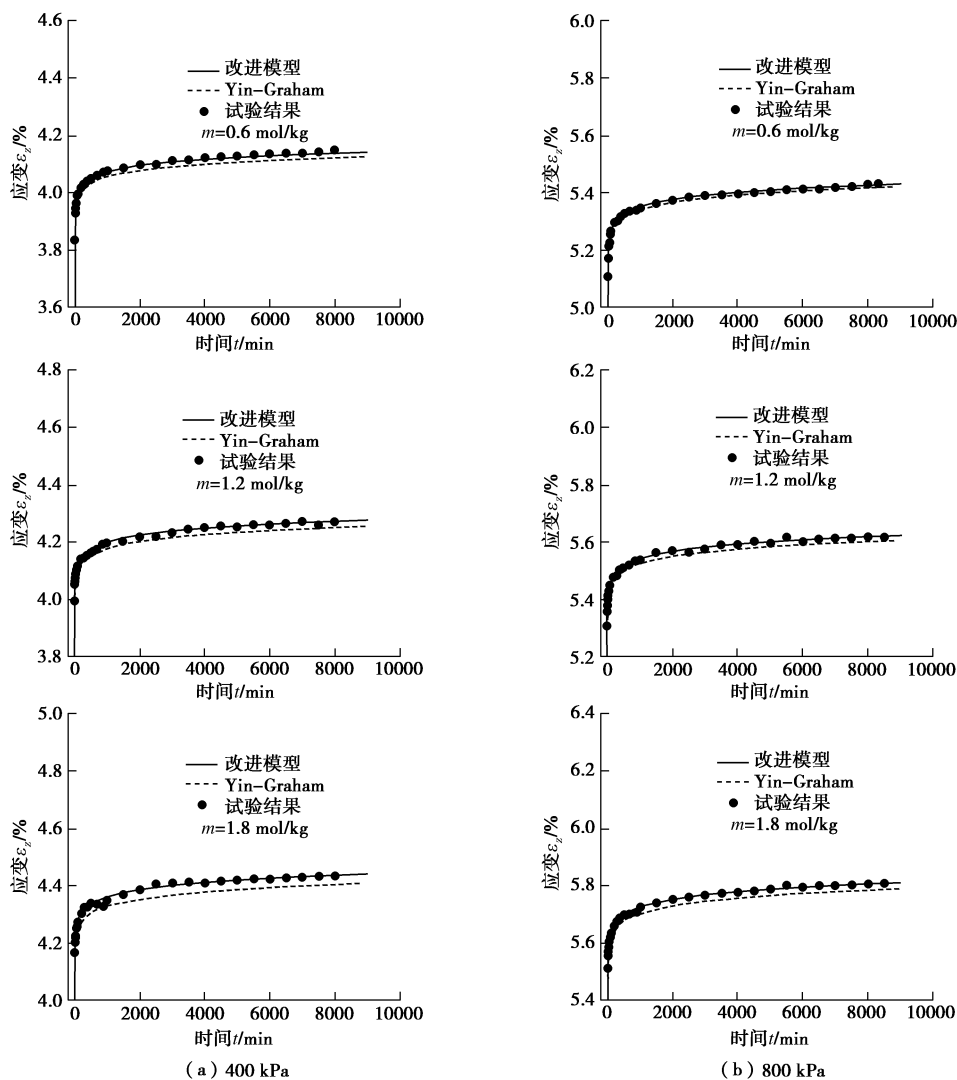 4.6
4.4
4.2
4.0
3.8
3.6
应变εz/%
改进模型
Yin-Graham
试验结果
m=0.6 mol/kg
0 2000 4000 6000 8000 10000
时间t/min
6.0
5.8
5.6
5.4
5.2
5.0
应变εz/%
改进模型
Yin-Graham
试验结果
m=0.6 mol/kg
0 2000 4000 6000 8000 10000
时间t/min
4.8
4.6
4.4
4.2
4.0
3.8
应变εz/%
改进模型
Yin-Graham
试验结果
m=1.2 mol/kg
0 2000 4000 6000 8000 10000
时间t/min
6.2
6.0
5.8
5.6
5.4
5.2
应变εz/%
改进模型
Yin-Graham
试验结果
m=1.2 mol/kg
0 2000 4000 6000 8000 10000
时间t/min
5.0
4.8
4.6
4.4
4.2
4.0
应变εz/%
改进模型
Yin-Graham
试验结果
m=1.8 mol/kg
0 2000 4000 6000 8000 10000
时间t/min
(a) 400 kPa
6.4
6.2
6.0
5.8
5.6
5.4
应变εz/%
改进模型
Yin-Graham
试验结果
m=1.8 mol/kg
0 2000 4000 6000 8000 10000
时间t/min
(b) 800 kPa